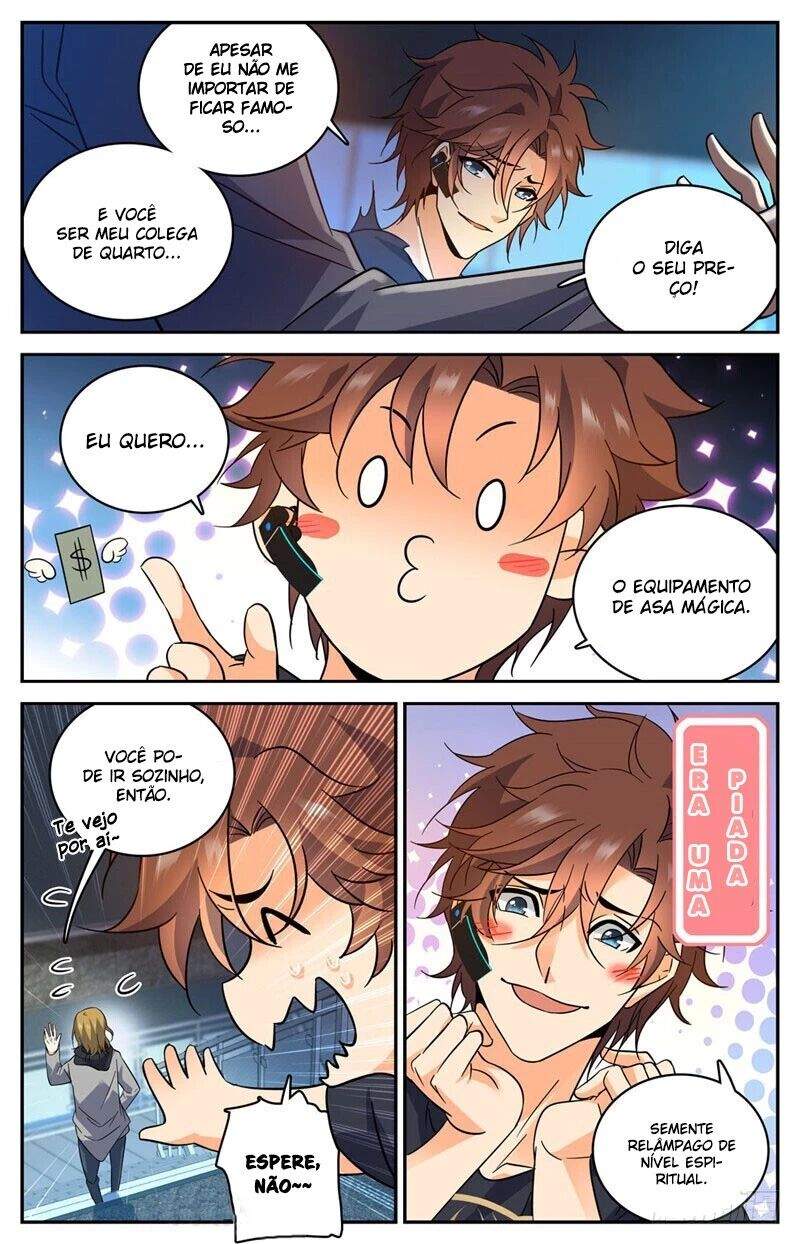 APESAR
DE EU NÃO ME
IMPORTAR DE
FICAR FAMO-
SO...
E VOCÊ
SER MEU COLEGA
DE QUARTO...
DIGA
O SEU PRE-
ÇO!
EU QUERO...
$
O EQUIPAMENTO
DE ASA MÁGICA.
VOCÊ PO-
DE IR SOZINHO,
ENTÃO.
Te vejo
por aí~
ESPERE,
NÃO~~
ERA UMA
PIADA
SEMENTE
RELÂMPAGO DE
NÍVEL ESPI-
RITUAL.